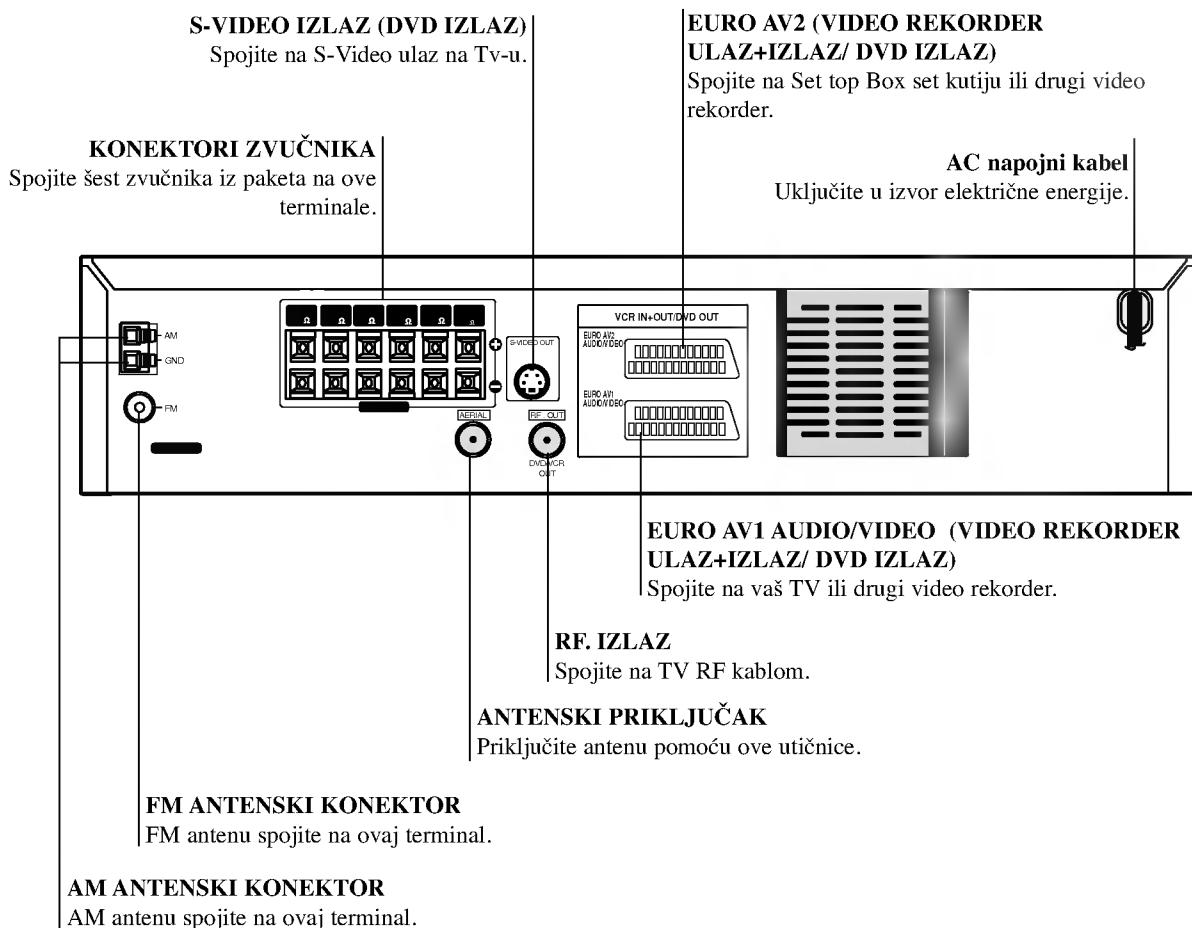 S-VIDEO IZLAZ (DVD IZLAZ)
Spojite na S-Video ulaz na Tv-u.
EURO AV2 (VIDEO REKORDER
ULAZ+IZLAZ/ DVD IZLAZ)
Spojite na Set top Box set kutiju ili drugi video
rekorder.
KONEKTORI ZVUČNIKA
Spojite šest zvučnika iz paketa na ove
terminale.
AC napojni kabel
Uključite u izvor električne energije.
AM
GND
FM
Ω Ω Ω Ω Ω Ω
S-VIDEO OUT
VCR IN+OUT/DVD OUT
EURO AV2
AUDIO/VIDEO
EURO AV1
AUDIO/VIDEO
AERIAL
RF. OUT
DVD/VCR
OUT
EURO AV1 AUDIO/VIDEO (VIDEO REKORDER
ULAZ+IZLAZ/ DVD IZLAZ)
Spojite na vaš TV ili drugi video rekorder.
RF. IZLAZ
Spojite na TV RF kablom.
ANTENSKI PRIKLJUČAK
Priključite antenu pomoću ove utičnice.
FM ANTENSKI KONEKTOR
FM antenu spojite na ovaj terminal.
AM ANTENSKI KONEKTOR
AM antenu spojite na ovaj terminal.